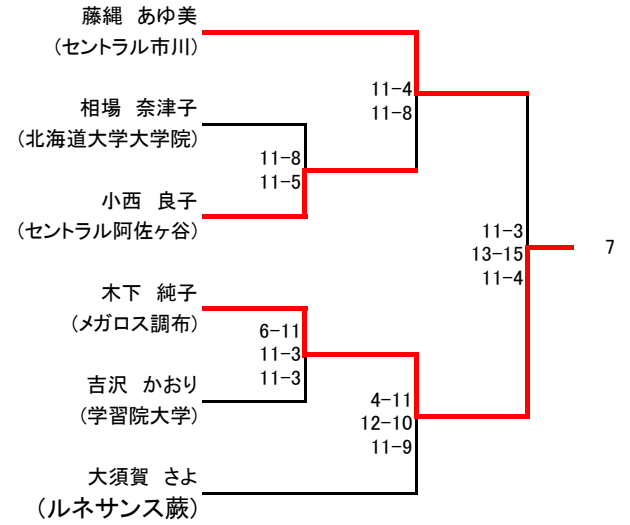 藤縄　あゆ美
（セントラル市川）
相場　奈津子
（北海道大学大学院）
小西　良子
（セントラル阿佐ヶ谷）
木下　純子
（メガロス調布）
吉沢　かおり
（学習院大学）
大須賀　さよ
（ルネサンス蕨）
11-8
11-5
6-11
11-3
11-3
11-4
11-8
4-11
12-10
11-9
11-3
13-15
11-4
7